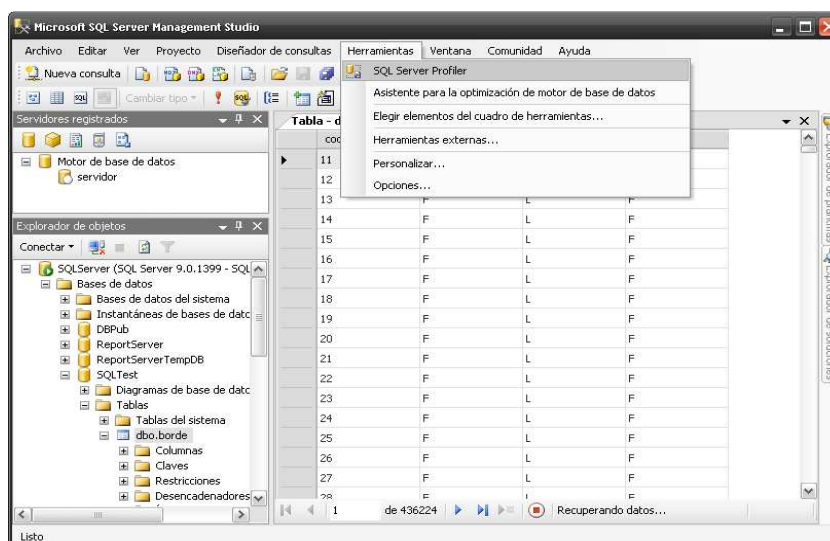 Microsoft SQL Server Management Studio
Archivo Editar Ver Proyecto Diseñador de consultas Herramientas Ventana Comunidad Ayuda
Nueva consulta
Cambiar tipo
SQL Server Profiler
Asistente para la optimización de motor de base de datos
Elegir elementos del cuadro de herramientas...
Herramientas externas...
Personalizar...
Opciones...
Servidores registrados
Motor de base de datos
servidor
Explorador de objetos
Conectar
SQLServer (SQL Server 9.0.1399 - SQL
Bases de datos
Bases de datos del sistema
Instantáneas de bases de datc
DBPub
ReportServer
ReportServerTempDB
SQLTest
Diagramas de base de datc
Tablas
Tablas del sistema
dbo.borde
Columnas
Claves
Restricciones
Desencadenadores
Tabla - d
11
12
13 F L F
14 F L F
15 F L F
16 F L F
17 F L F
18 F L F
19 F L F
20 F L F
21 F L F
22 F L F
23 F L F
24 F L F
25 F L F
26 F L F
27 F L F
28 F L F
1 de 436224 Recuperando datos...
Listo